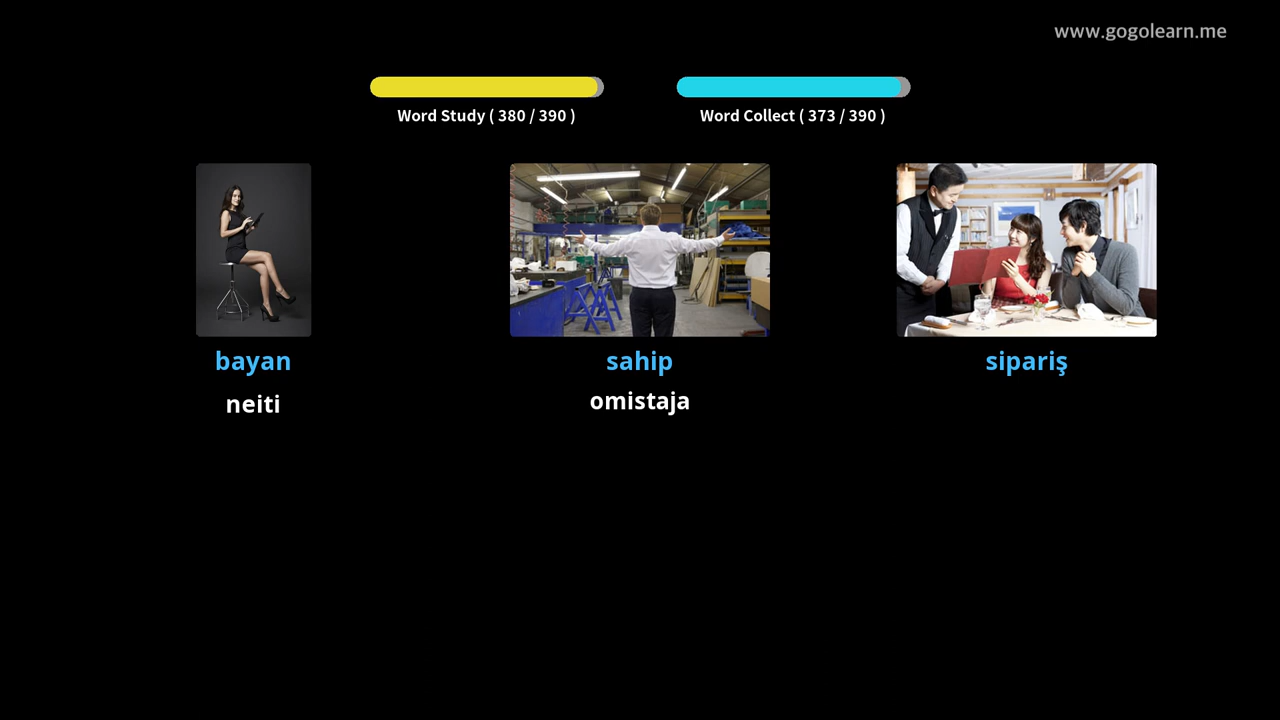 www.gogolearn.me
Word Study ( 380 / 390 )
Word Collect ( 373 / 390 )
bayan
sahip
sipariş
neiti
omistaja